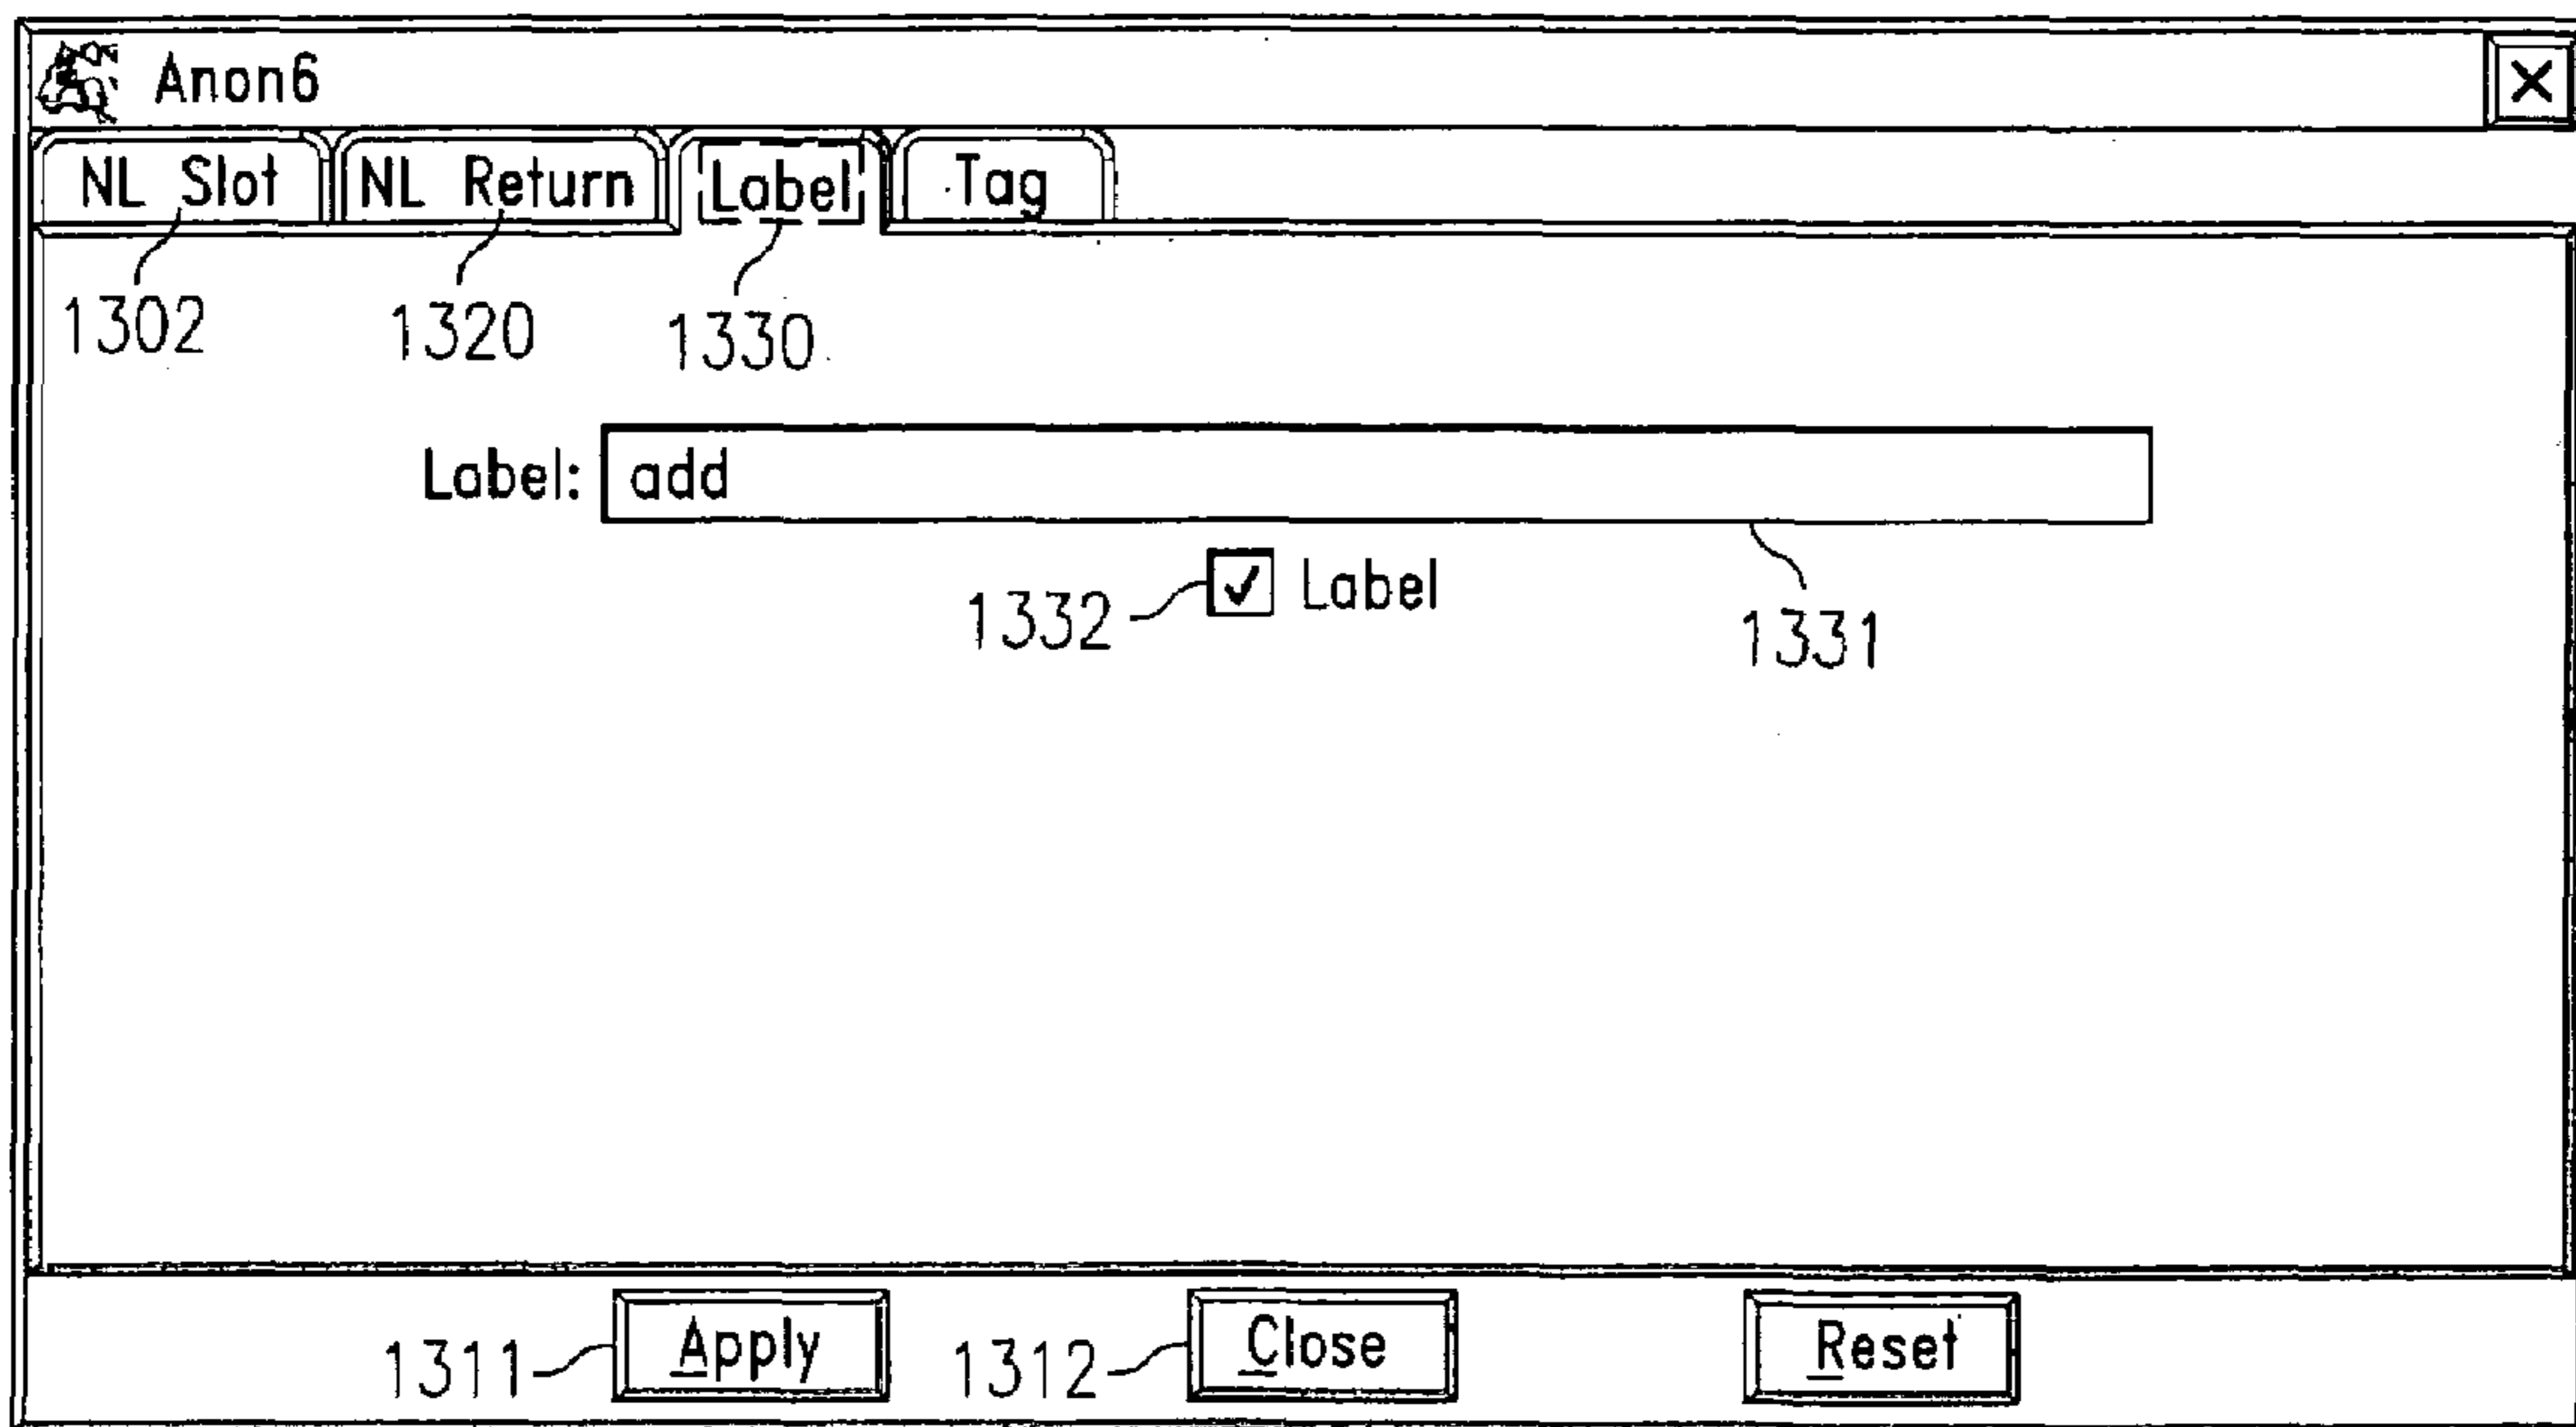 Anon6 X
NL Slot NL Return Label Tag
1302 1320 1330
Label: add
1332 Label 1331
1311 Apply 1312 Close Reset